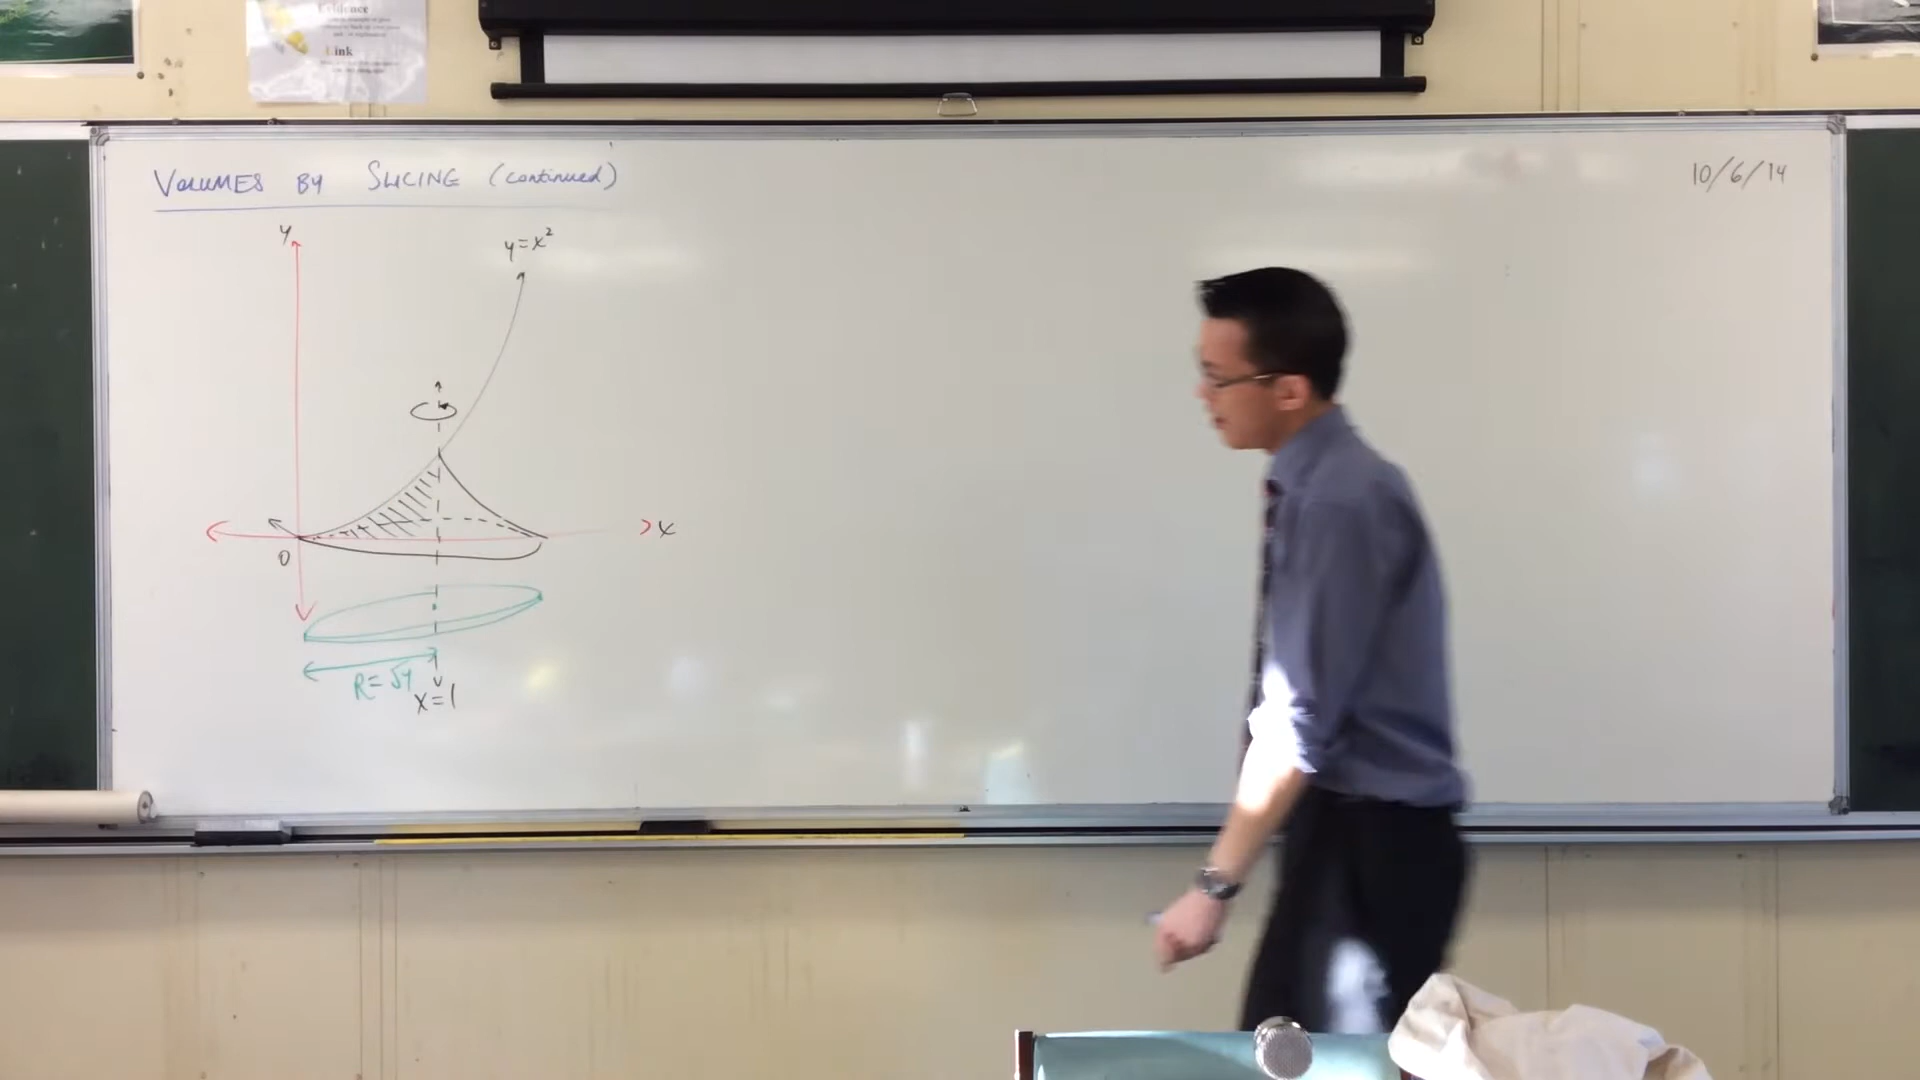 Evidence
Link
VOLUMES BY SLICING (continued)
10/6/14
y
y=x²
x
0
R=√y
x=1